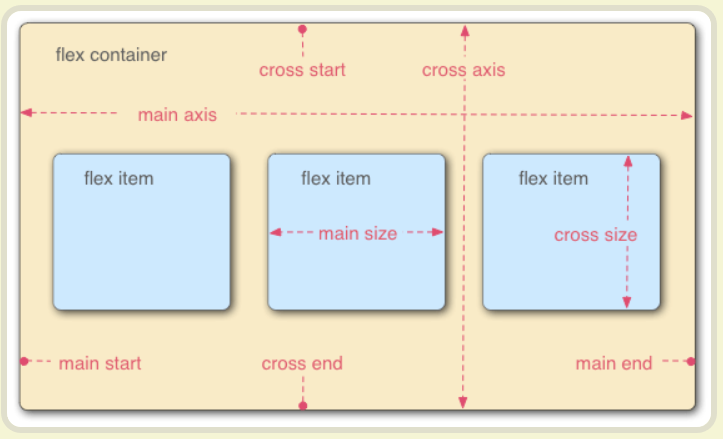 flex container
cross start
cross axis
main axis
flex item
flex item
flex item
main size
cross size
main start
cross end
main end